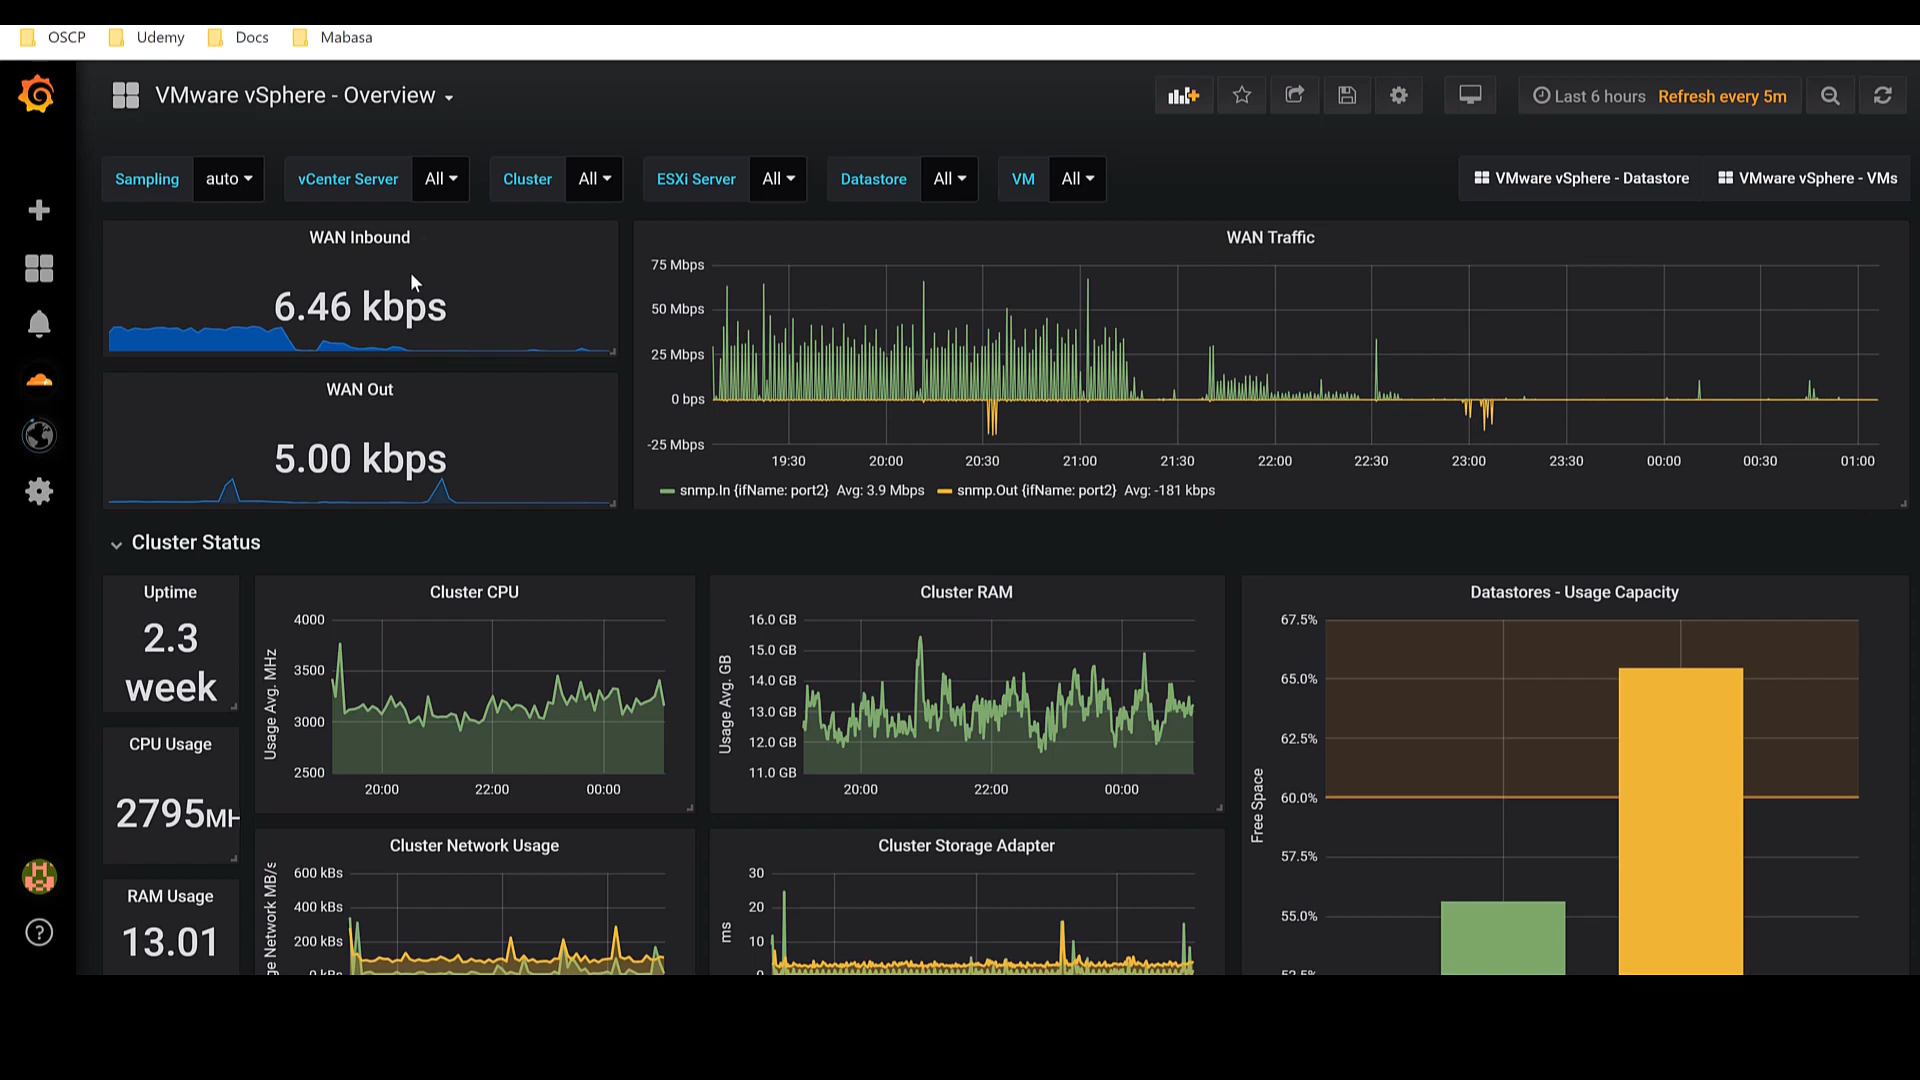 OSCP Udemy Docs Mabasa
VMware vSphere - Overview
Last 6 hours Refresh every 5m
Sampling auto vCenter Server All Cluster All ESXi Server All Datastore All VM All
VMware vSphere - Datastore VMware vSphere - VMs
WAN Inbound
6.46 kbps
WAN Out
5.00 kbps
WAN Traffic
75 Mbps
50 Mbps
25 Mbps
0 bps
-25 Mbps
19:30 20:00 20:30 21:00 21:30 22:00 22:30 23:00 23:30 00:00 00:30 01:00
snmp.In {ifName: port2} Avg: 3.9 Mbps snmp.Out {ifName: port2} Avg: -181 kbps
Cluster Status
Uptime
2.3
week
CPU Usage
2795MH
RAM Usage
13.01
Cluster CPU
Usage Avg. MHz
4000
3500
3000
2500
20:00 22:00 00:00
Cluster RAM
Usage Avg. GB
16.0 GB
15.0 GB
14.0 GB
13.0 GB
12.0 GB
11.0 GB
20:00 22:00 00:00
Cluster Network Usage
ge Network MB/s
600 kBs
400 kBs
200 kBs
0 kBs
Cluster Storage Adapter
ms
30
20
10
0
Datastores - Usage Capacity
Free Space
67.5%
65.0%
62.5%
60.0%
57.5%
55.0%
52.5%